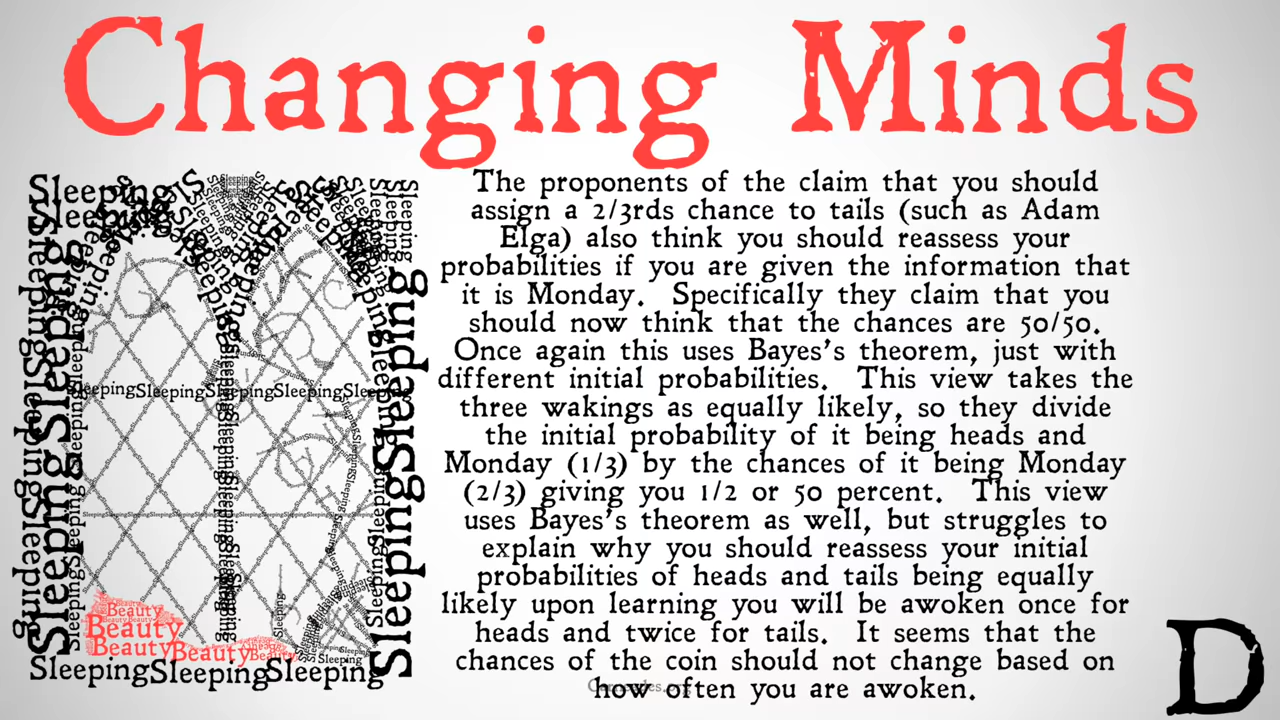 Changing Minds
The proponents of the claim that you should
assign a 2/3rds chance to tails (such as Adam
Elga) also think you should reassess your
probabilities if you are given the information that
it is Monday. Specifically they claim that you
should now think that the chances are 50/50.
Once again this uses Bayes's theorem, just with
different initial probabilities. This view takes the
three wakings as equally likely, so they divide
the initial probability of it being heads and
Monday (1/3) by the chances of it being Monday
(2/3) giving you 1/2 or 50 percent. This view
uses Bayes's theorem as well, but struggles to
explain why you should reassess your initial
probabilities of heads and tails being equally
likely upon learning you will be awoken once for
heads and twice for tails. It seems that the
chances of the coin should not change based on
how often you are awoken.
Sleeping
Sleeping
SleepingSleepingSleepingSleepingSleeping
Beauty
Beauty
BeautyBeautyBeauty
SleepingSleepingSleeping
D